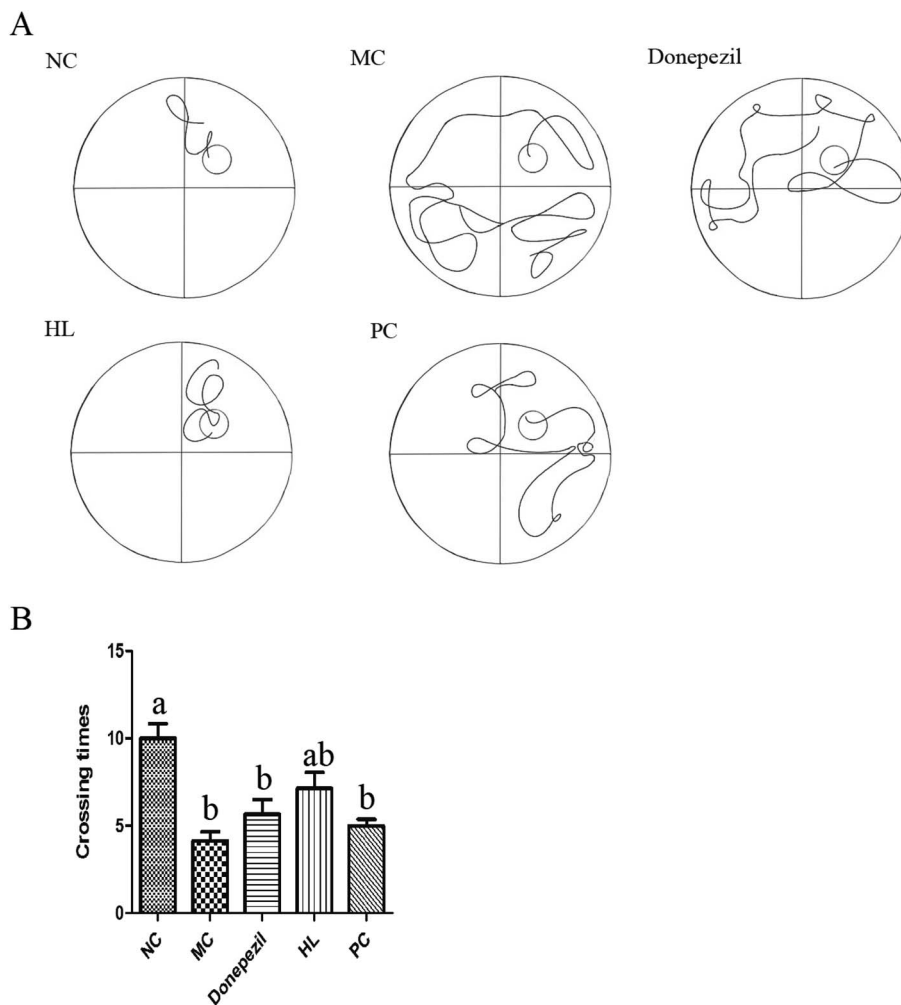 A
NC
MC
Donepezil
HL
PC
B
Crossing times
15
10
5
0
a
b
b
ab
b
NC
MC
Donepezil
HL
PC